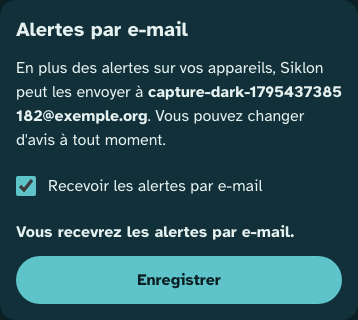 Alertes par e-mail
En plus des alertes sur vos appareils, Siklon
peut les envoyer à capture-dark-1795437385
182@exemple.org. Vous pouvez changer
d'avis à tout moment.
Recevoir les alertes par e-mail
Vous recevrez les alertes par e-mail.
Enregistrer